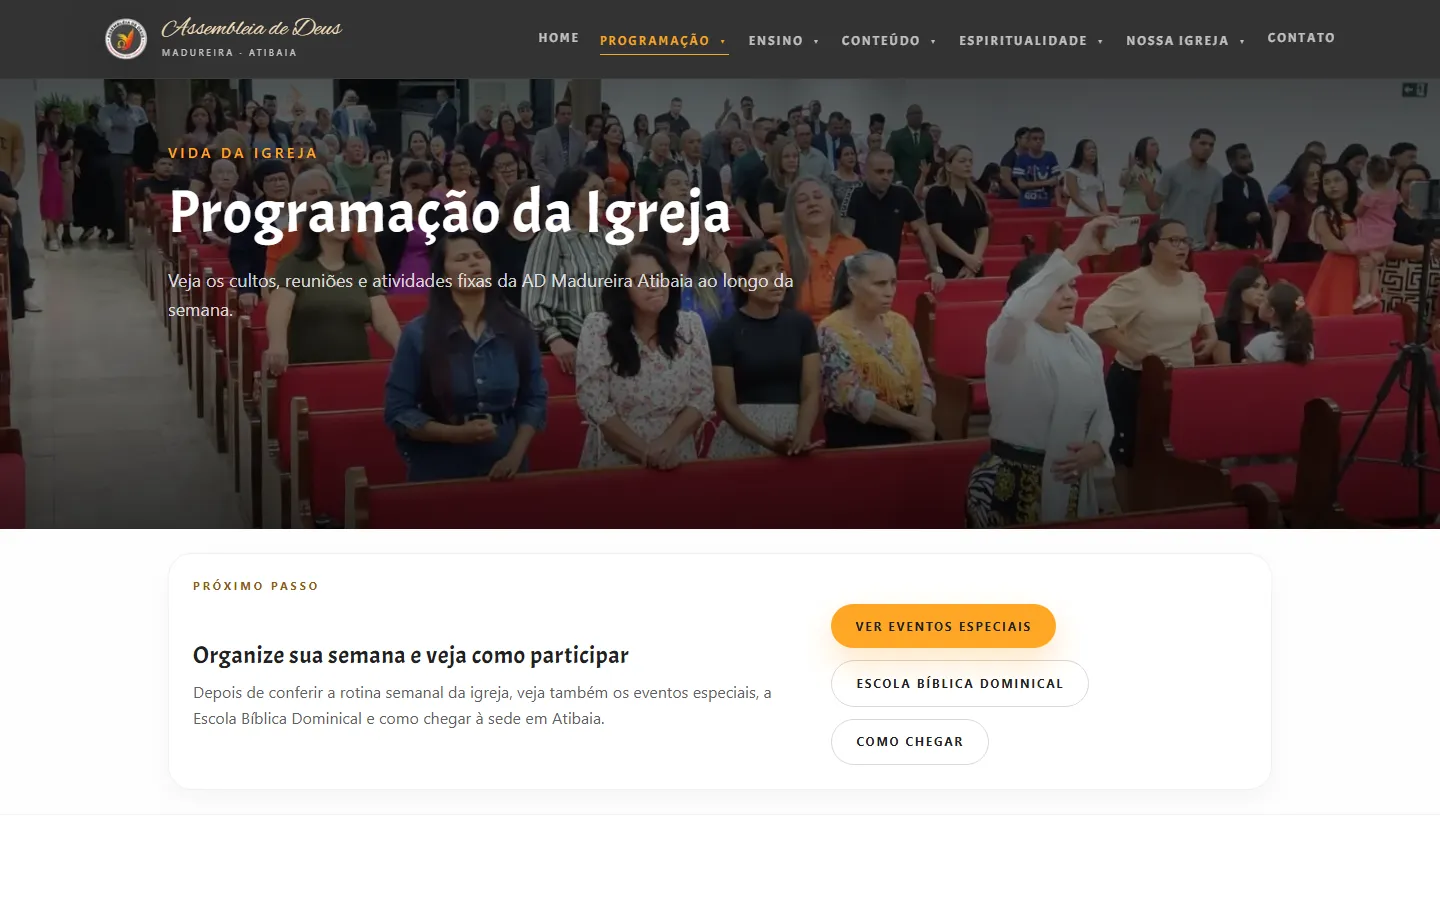 Assembleia de Deus
MADUREIRA - ATIBAIA
HOME
PROGRAMAÇÃO
ENSINO
CONTEÚDO
ESPIRITUALIDADE
NOSSA IGREJA
CONTATO
VIDA DA IGREJA
Programação da Igreja
Veja os cultos, reuniões e atividades fixas da AD Madureira Atibaia ao longo da
semana.
PRÓXIMO PASSO
Organize sua semana e veja como participar
Depois de conferir a rotina semanal da igreja, veja também os eventos especiais, a
Escola Bíblica Dominical e como chegar à sede em Atibaia.
VER EVENTOS ESPECIAIS
ESCOLA BÍBLICA DOMINICAL
COMO CHEGAR